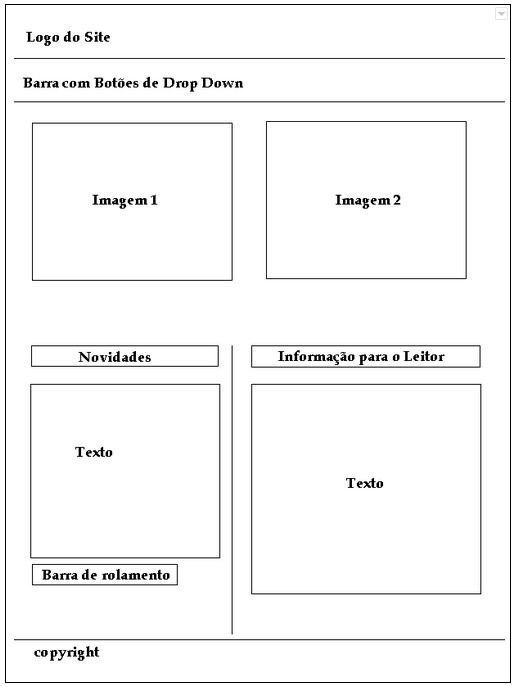 Logo do Site
Barra com Botões de Drop Down
Imagem 1
Imagem 2
Novidades
Informação para o Leitor
Texto
Texto
Barra de rolamento
copyright